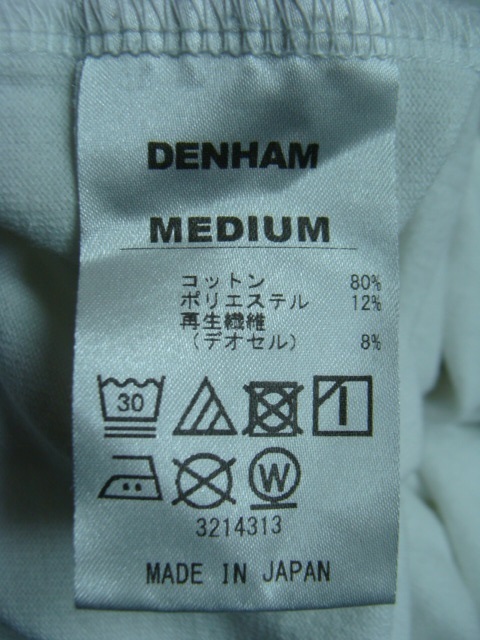 DENHAM
MEDIUM
コットン 80%
ポリエステル 12%
再生繊維
(デオセル) 8%
30
W
3214313
MADE IN JAPAN